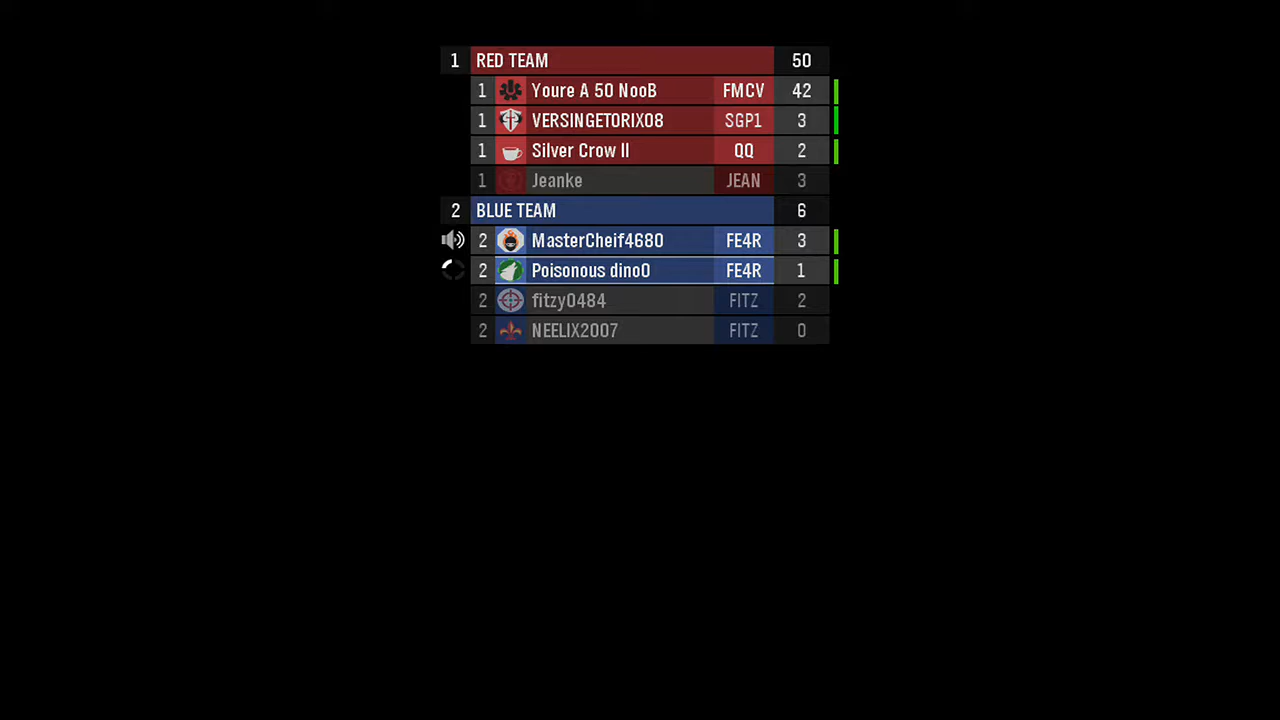 1 RED TEAM 50
1 Youre A 50 NooB FMCV 42
1 VERSINGETORIX08 SGP1 3
1 Silver Crow II QQ 2
1 Jeanke JEAN 3
2 BLUE TEAM 6
2 MasterCheif4680 FE4R 3
2 Poisonous dino0 FE4R 1
2 fitzy0484 FITZ 2
2 NEELIX2007 FITZ 0